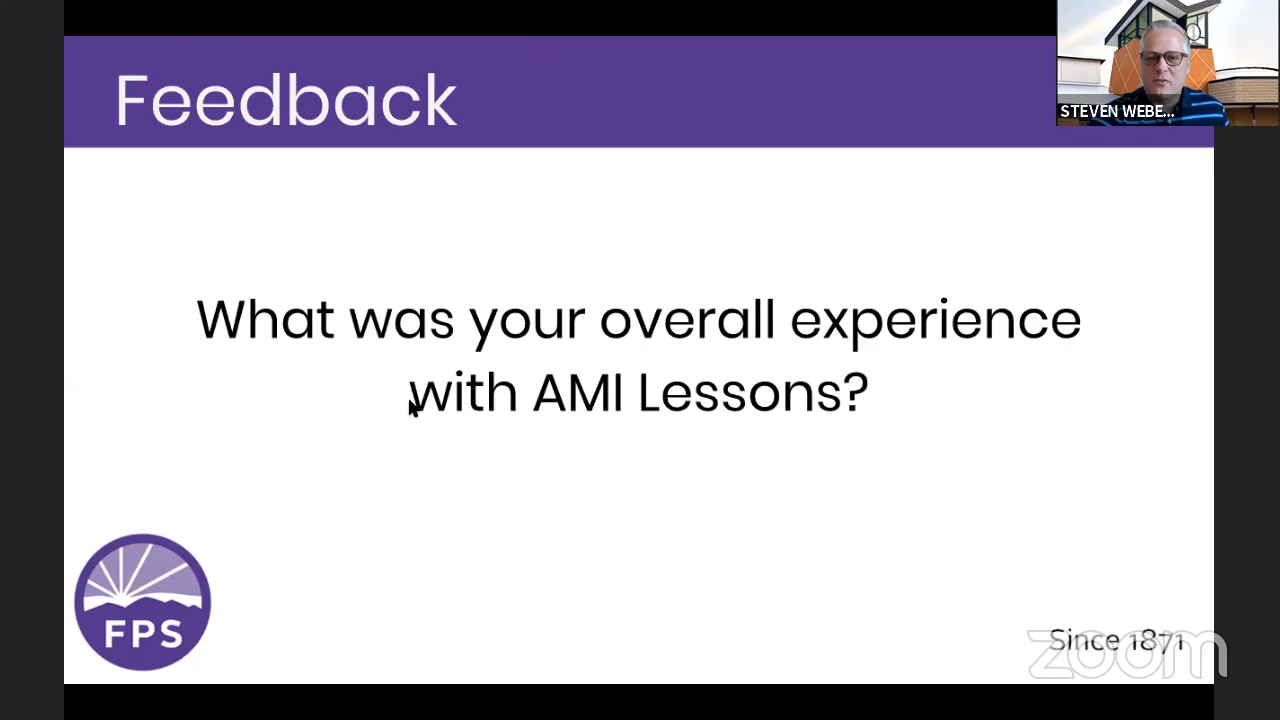 Feedback
STEVEN WEBE...
What was your overall experience
with AMI Lessons?
FPS
Since 1871
zoom